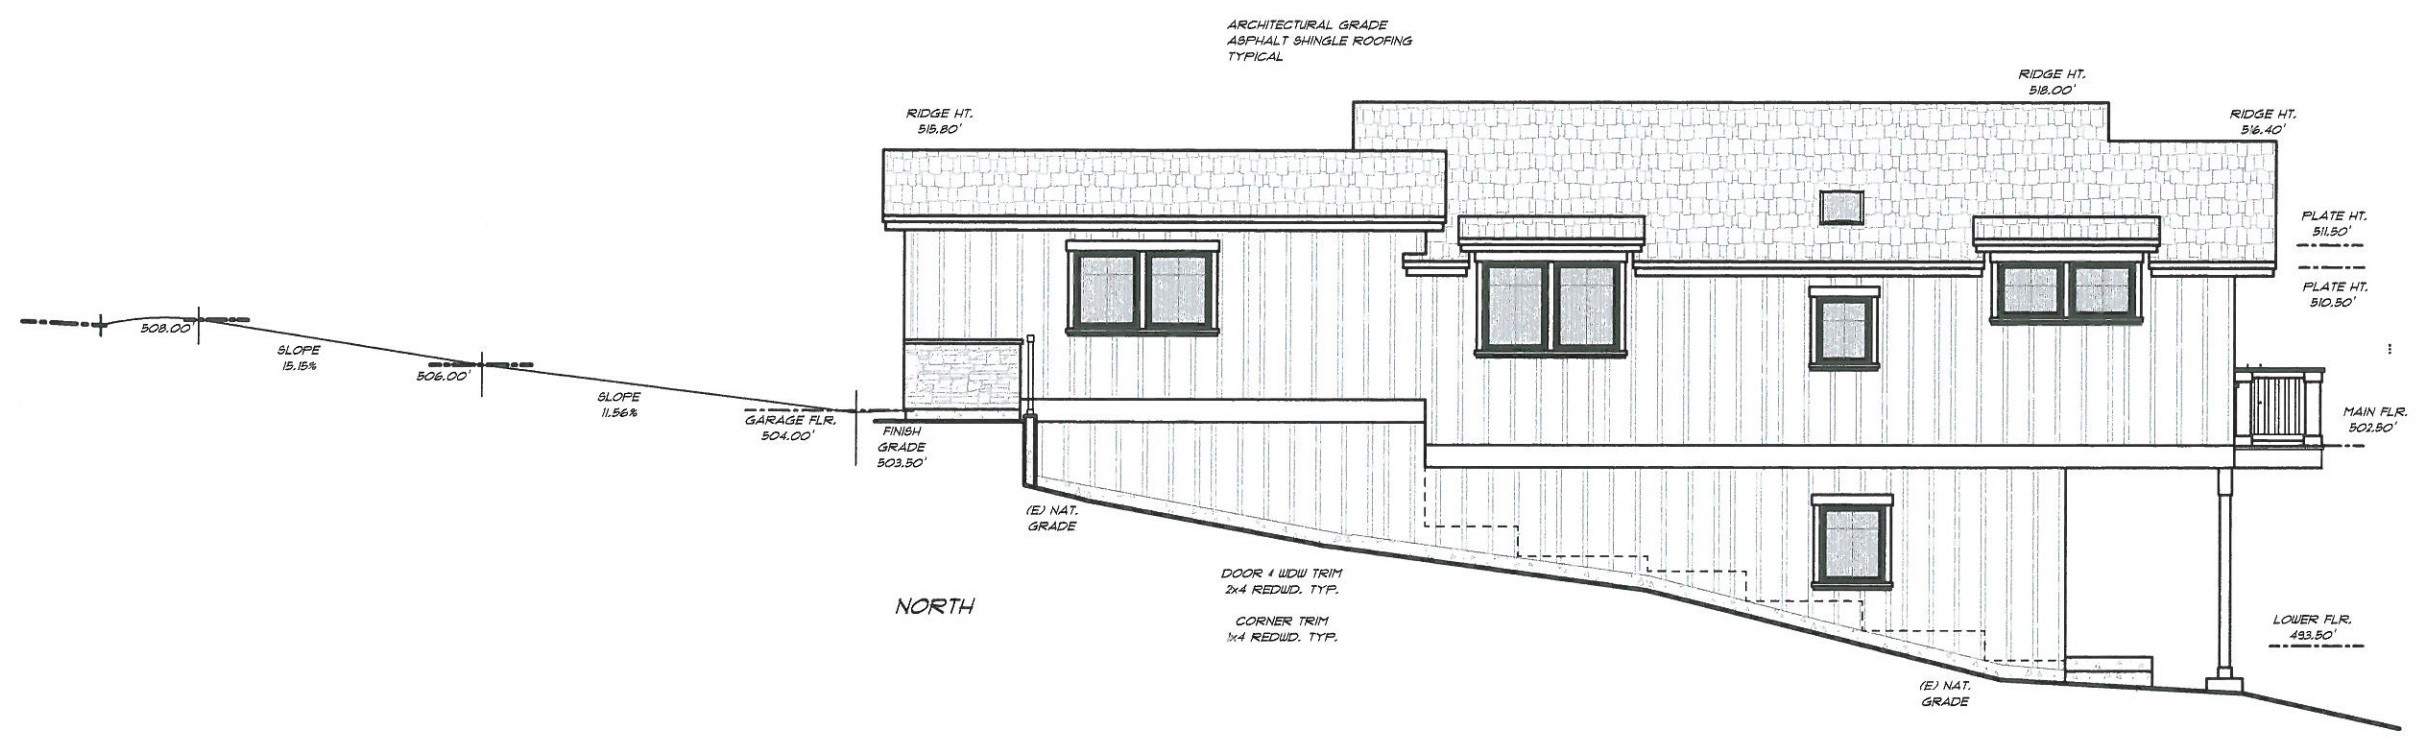 ARCHITECTURAL GRADE
ASPHALT SHINGLE ROOFING
TYPICAL
RIDGE HT.
518.00'
RIDGE HT.
515.80'
RIDGE HT.
516.40'
PLATE HT.
511.50'
PLATE HT.
510.50'
508.00'
SLOPE
15.15%
506.00'
SLOPE
11.56%
GARAGE FLR.
504.00'
FINISH
GRADE
503.50'
MAIN FLR.
502.50'
(E) NAT.
GRADE
DOOR & WDW TRIM
2x4 REDWD. TYP.
NORTH
CORNER TRIM
1x4 REDWD. TYP.
LOWER FLR.
493.50'
(E) NAT.
GRADE